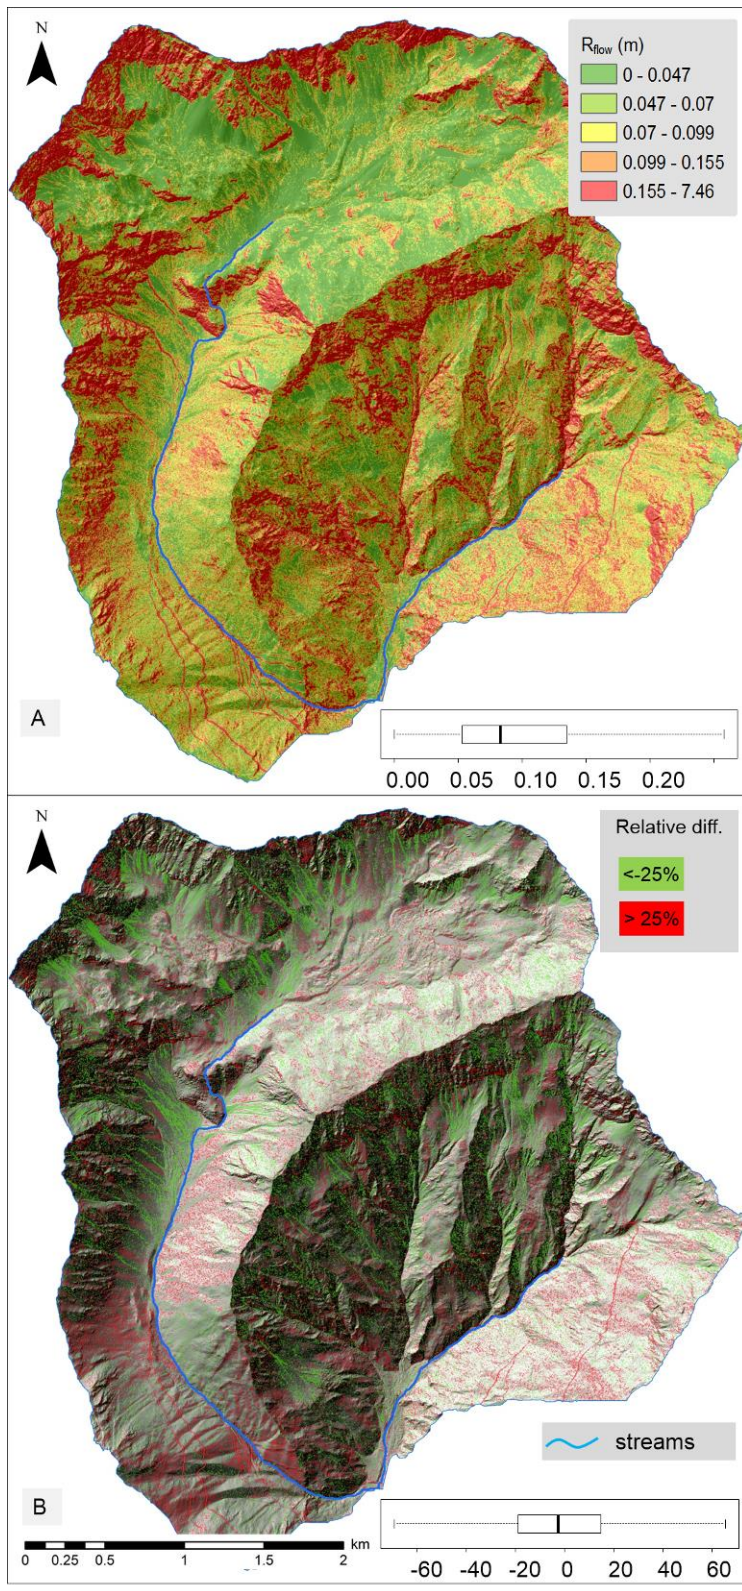 N
R_flow (m)
0 - 0.047
0.047 - 0.07
0.07 - 0.099
0.099 - 0.155
0.155 - 7.46
A
0.00 0.05 0.10 0.15 0.20
N
Relative diff.
<-25%
> 25%
streams
B
km
0 0.25 0.5 1 1.5 2
-60 -40 -20 0 20 40 60